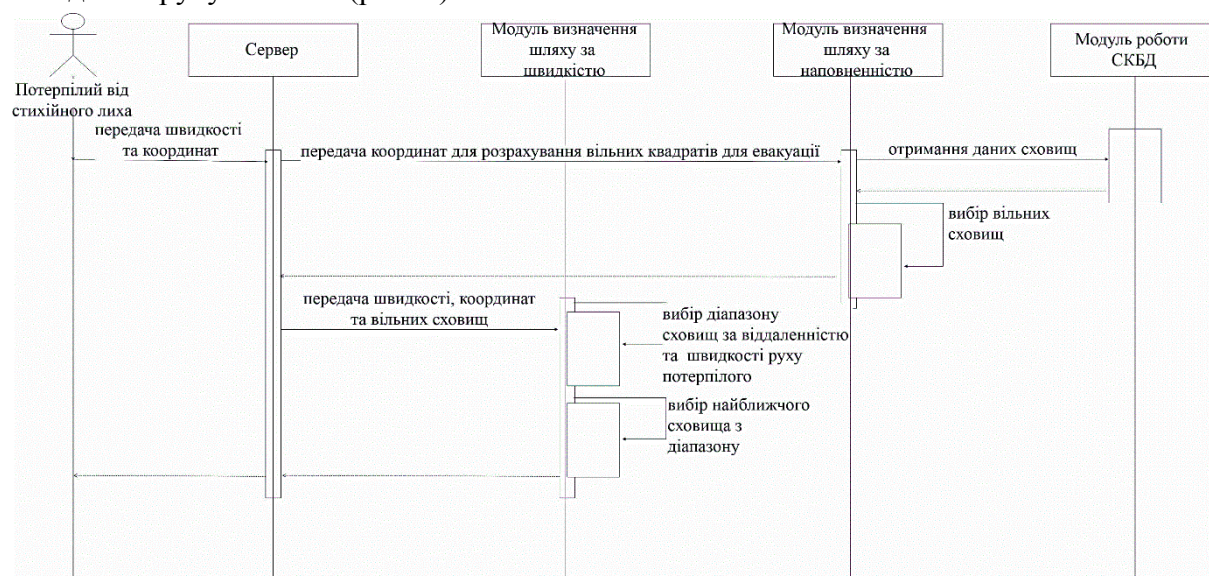 Сервер
Модуль визначення
шляху за
швидкістю
Модуль визначення
шляху за
наповненністю
Модуль роботи
СКБД
Потерпілий від
стихійного лиха
передача швидкості
та координат
передача координат для розрахування вільних квадратів для евакуації
отримання даних сховищ
вибір вільних
сховищ
передача швидкості, координат
та вільних сховищ
вибір діапазону
сховищ за віддаленністю
та швидкості руху
потерпілого
вибір найближчого
сховища з
діапазону